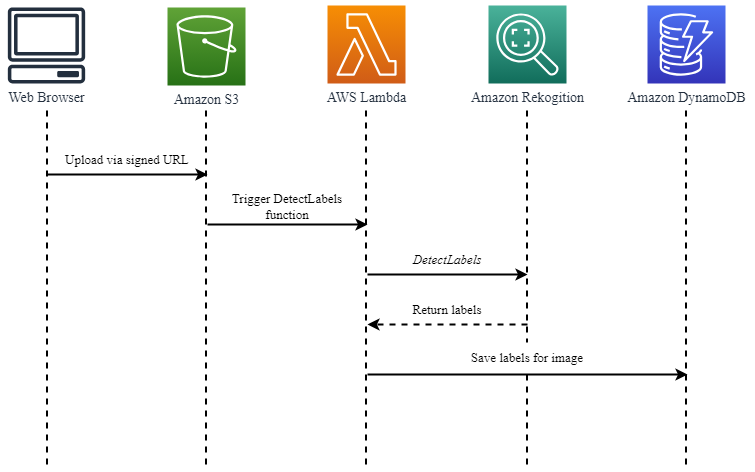 Web Browser
Amazon S3
AWS Lambda
Amazon Rekogition
Amazon DynamoDB
Upload via signed URL
Trigger DetectLabels
function
DetectLabels
Return labels
Save labels for image